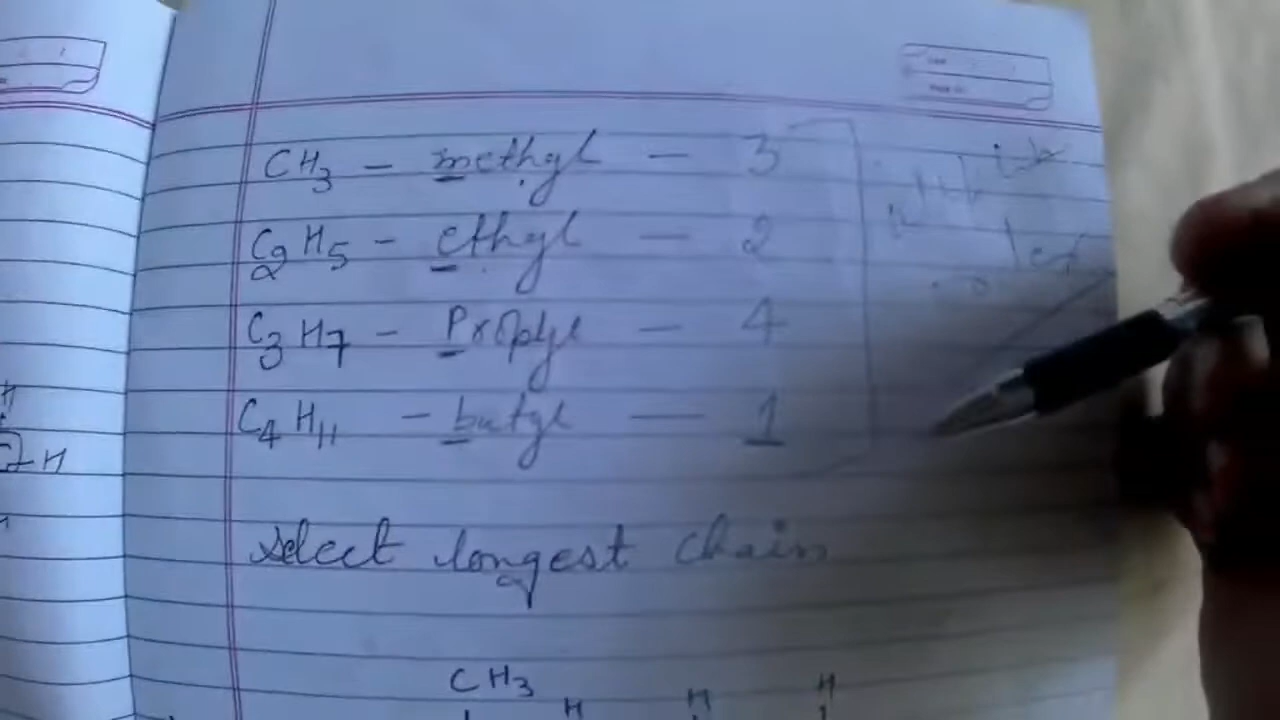 CH3 - methyl - 3
C2H5 - ethyl - 2
C3H7 - Propyl - 4
C4H11 - butyl - 1
select longest chain
CH3
H H H
H
H